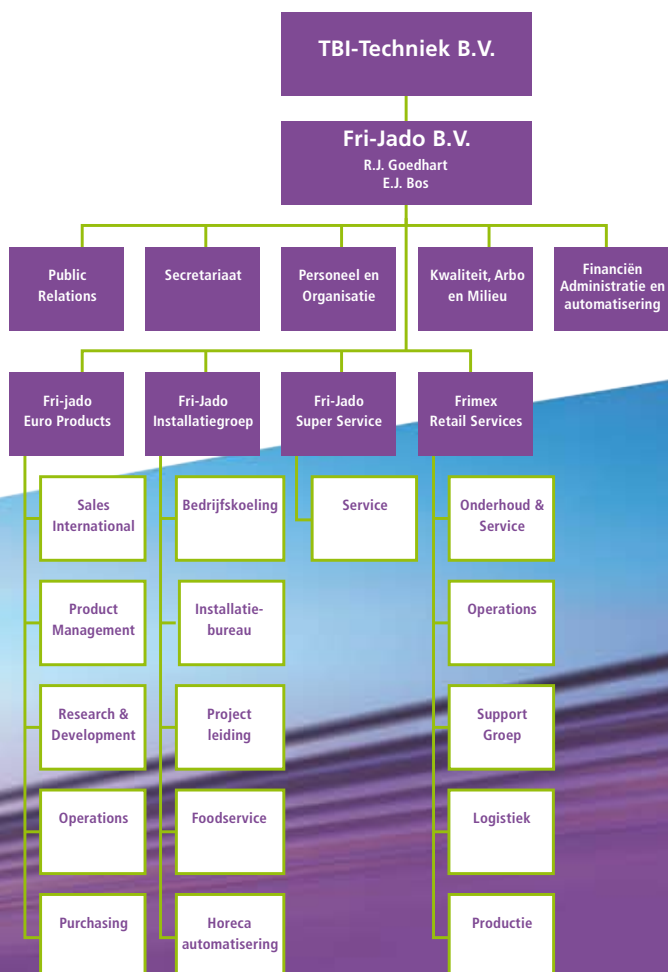 TBI-Techniek B.V.
Fri-Jado B.V.
R.J. Goedhart
E.J. Bos
Public
Relations
Secretariaat
Personeel en
Organisatie
Kwaliteit, Arbo
en Milieu
Financiën
Administratie en
automatisering
Fri-jado
Euro Products
Fri-Jado
Installatiegroep
Fri-Jado
Super Service
Frimex
Retail Services
Sales
International
Bedrijfskoeling
Service
Onderhoud &
Service
Product
Management
Installatie-
bureau
Operations
Research &
Development
Project
leiding
Support
Groep
Operations
Foodservice
Logistiek
Purchasing
Horeca
automatisering
Productie